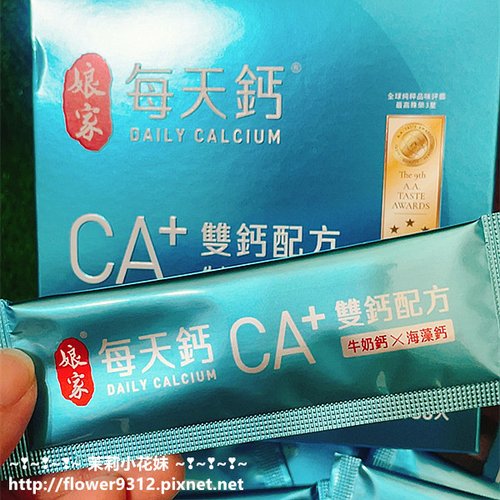 娘家
每天鈣®
DAILY CALCIUM
全球純粹品味評鑑
最高殊榮3星
The 9th
A.A.
TASTE
AWARDS
CA+ 雙鈣配方
娘家®
每天鈣
DAILY CALCIUM
CA+ 雙鈣配方
牛奶鈣×海藻鈣
茉莉小花妹
http://flower9312.pixnet.net